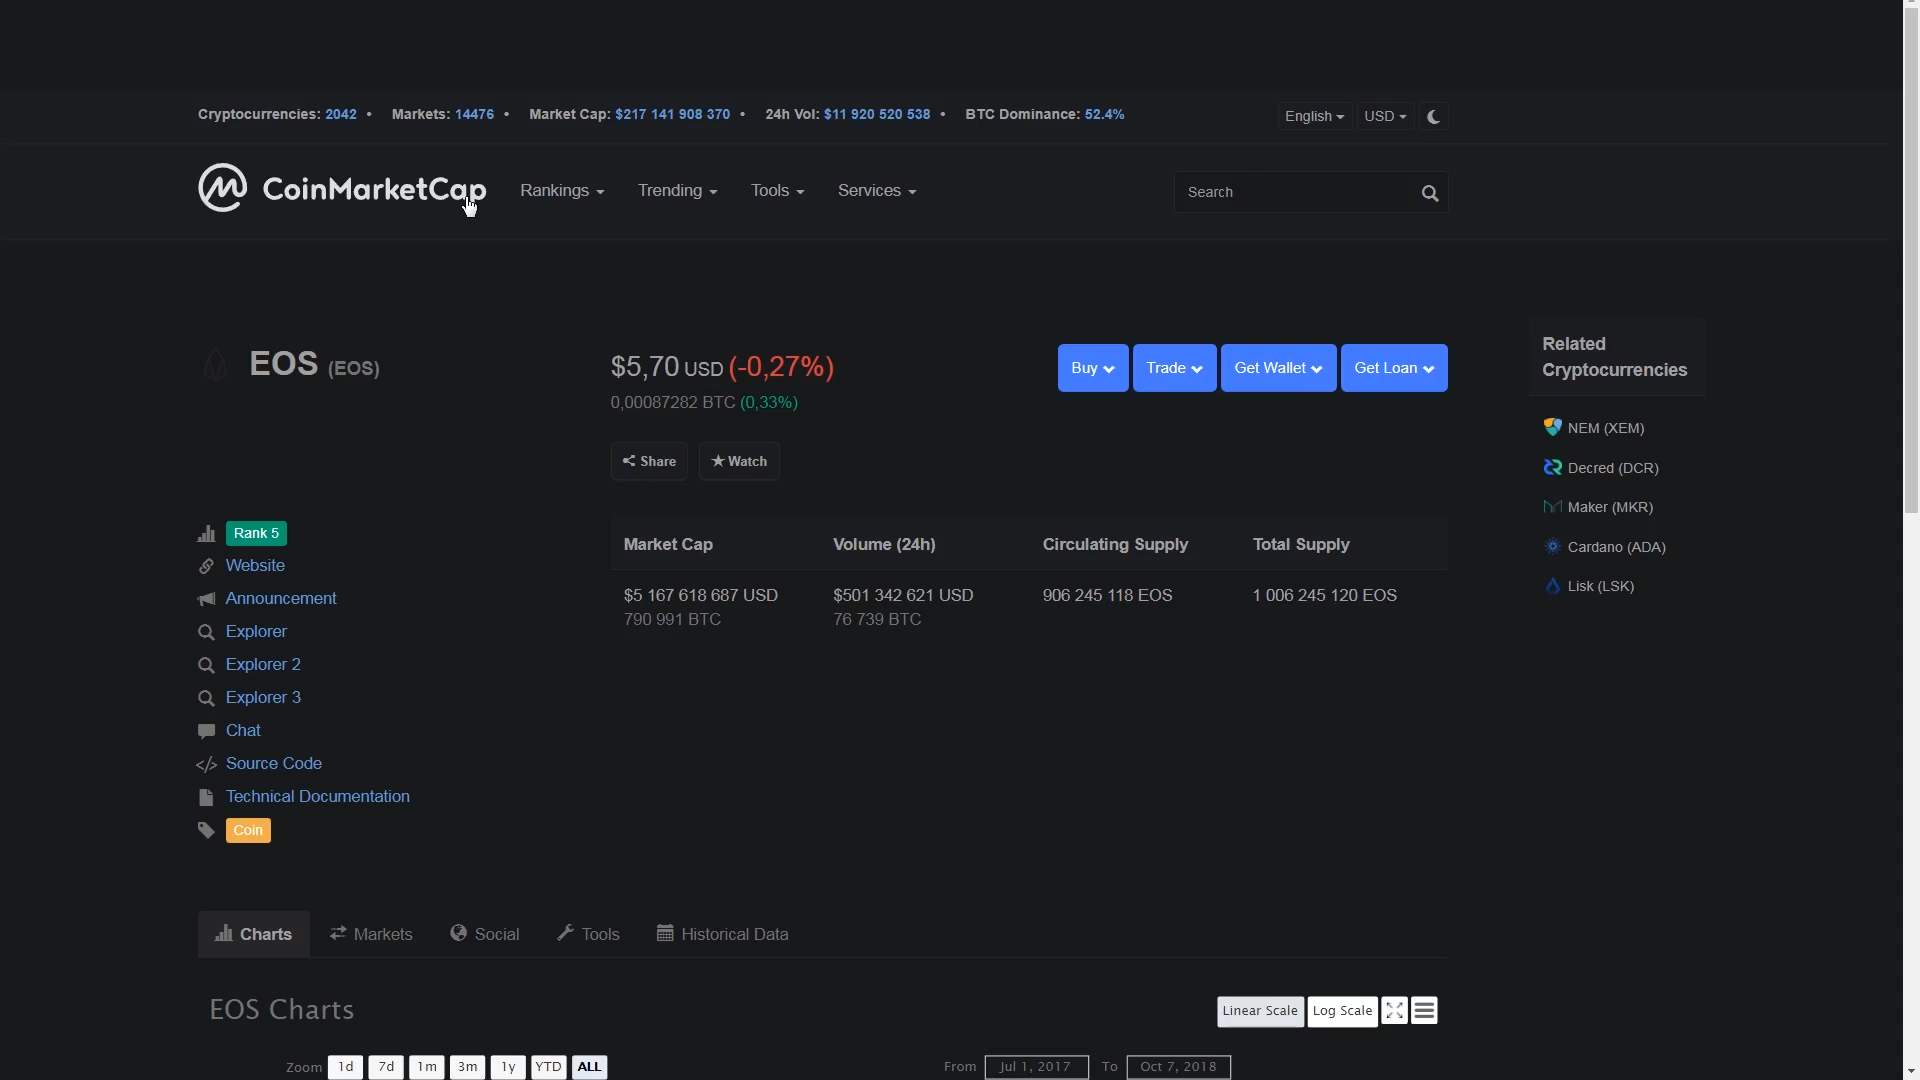 Cryptocurrencies: 2042 • Markets: 14476 • Market Cap: $217 141 908 370 • 24h Vol: $11 920 520 538 • BTC Dominance: 52.4% English USD
CoinMarketCap Rankings Trending Tools Services Search
EOS (EOS)
$5,70 USD (-0,27%)
0,00087282 BTC (0,33%)
Buy Trade Get Wallet Get Loan
Share Watch
Related
Cryptocurrencies
NEM (XEM)
Decred (DCR)
Maker (MKR)
Cardano (ADA)
Lisk (LSK)
Rank 5
Website
Announcement
Explorer
Explorer 2
Explorer 3
Chat
Source Code
Technical Documentation
Coin
Market Cap Volume (24h) Circulating Supply Total Supply
$5 167 618 687 USD $501 342 621 USD 906 245 118 EOS 1 006 245 120 EOS
790 991 BTC 76 739 BTC
Charts Markets Social Tools Historical Data
EOS Charts
Linear Scale Log Scale
Zoom 1d 7d 1m 3m 1y YTD ALL From Jul 1, 2017 To Oct 7, 2018